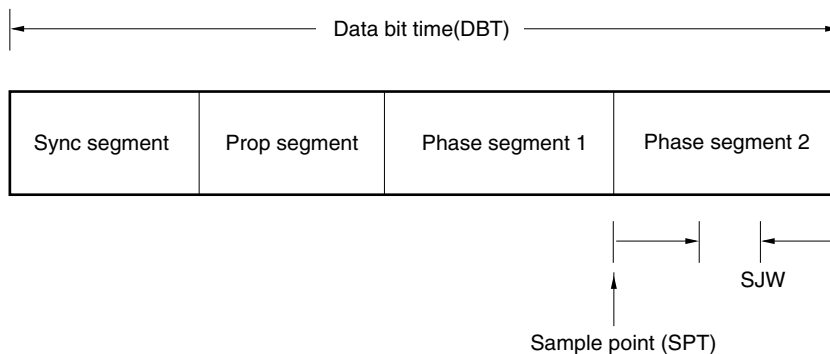 Data bit time(DBT)
Sync segment
Prop segment
Phase segment 1
Phase segment 2
SJW
Sample point (SPT)